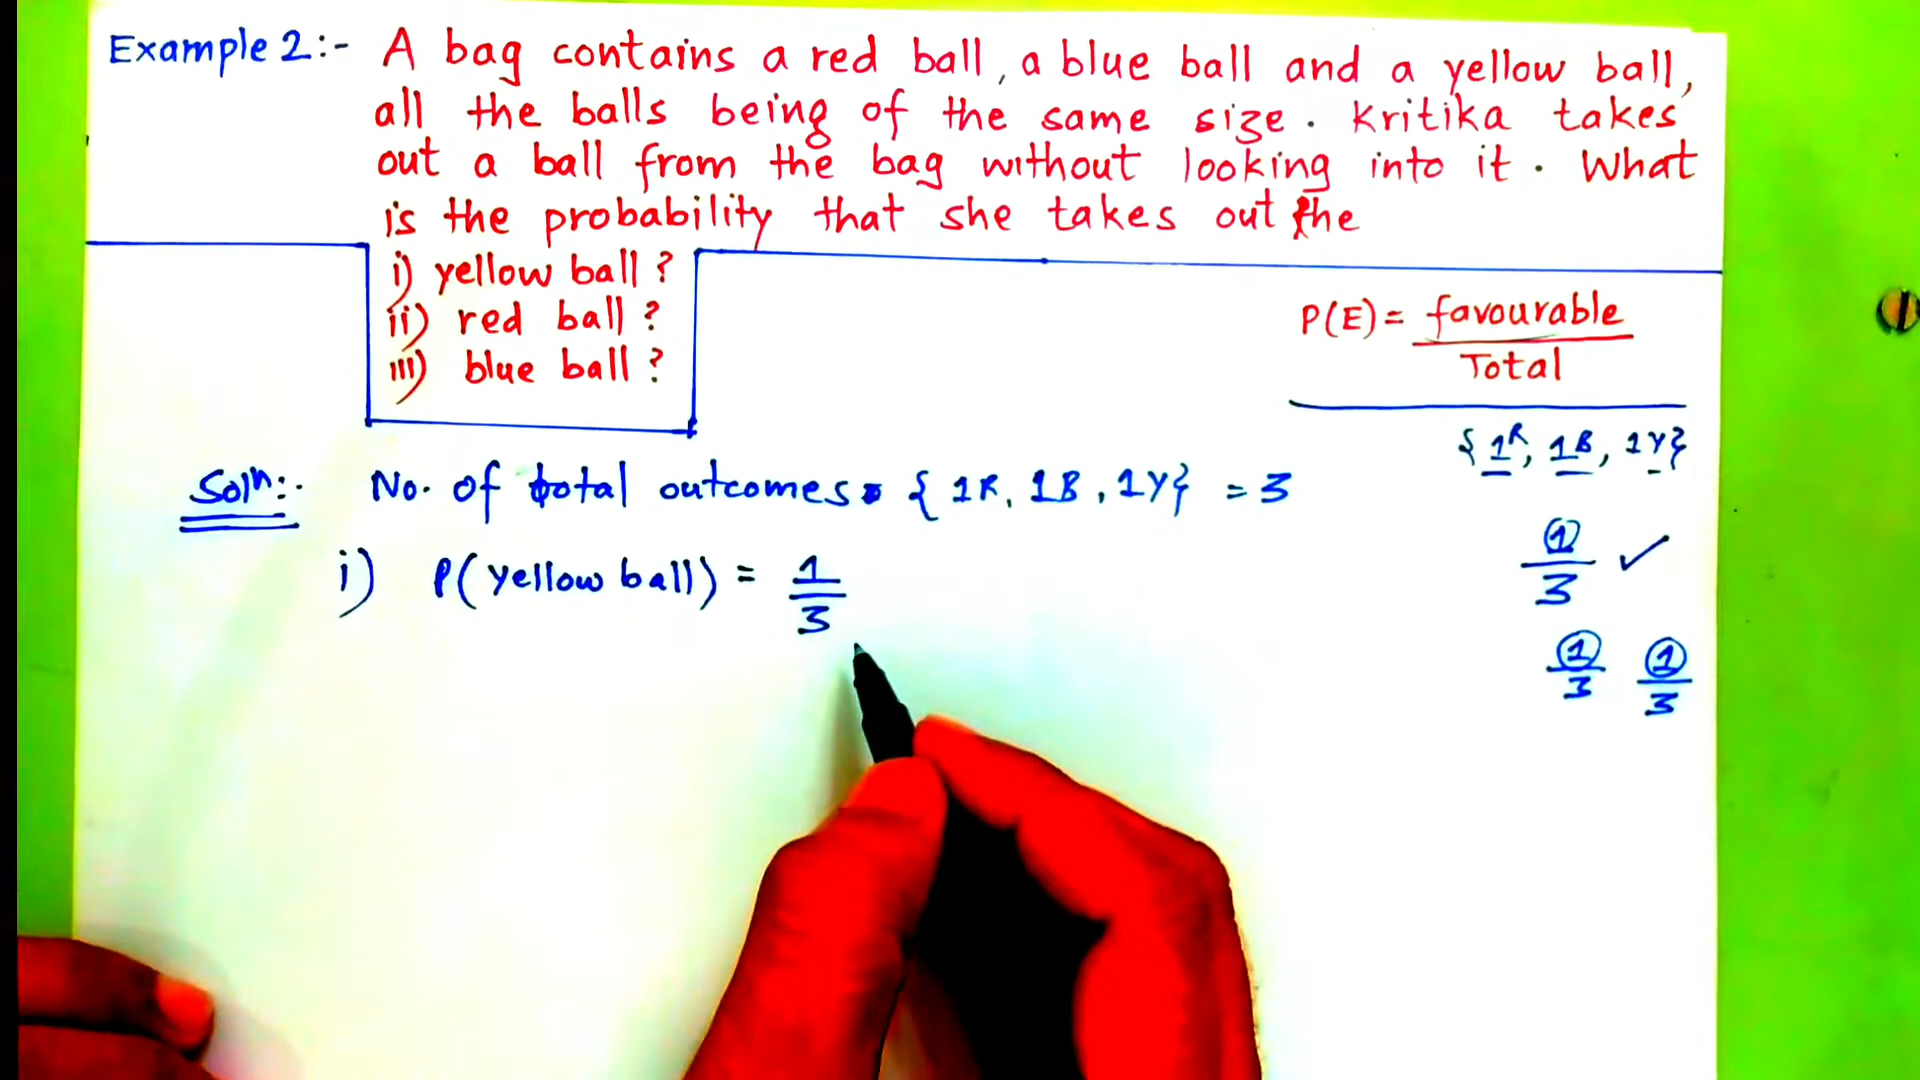 Example 2:- A bag contains a red ball, a blue ball and a yellow ball,
all the balls being of the same size. Kritika takes
out a ball from the bag without looking into it. What
is the probability that she takes out the
i) yellow ball ?
ii) red ball ?
iii) blue ball ?
P(E) = favourable
Total
{ 1R, 1B, 1Y}
Soln:- No. of total outcomes { 1R, 1B, 1Y} = 3
1
3 ✓
i) P(yellow ball) = 1
3
1 1
3 3